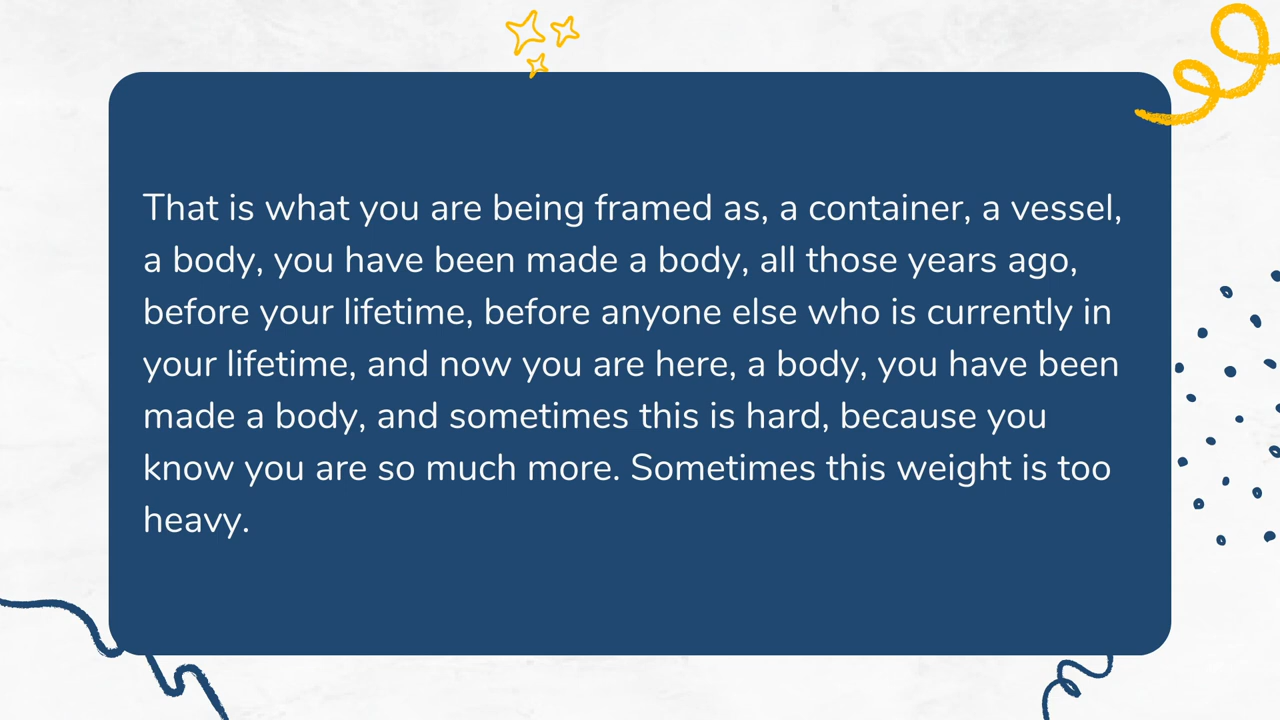 That is what you are being framed as, a container, a vessel,
a body, you have been made a body, all those years ago,
before your lifetime, before anyone else who is currently in
your lifetime, and now you are here, a body, you have been
made a body, and sometimes this is hard, because you
know you are so much more. Sometimes this weight is too
heavy.